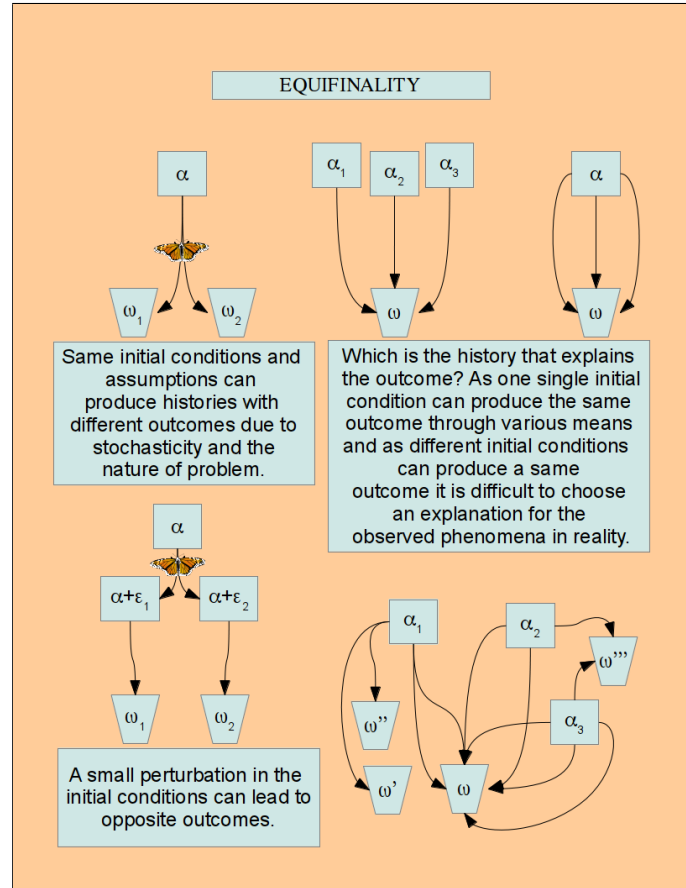 EQUIFINALITY
α
ω₁
ω₂
Same initial conditions and
assumptions can
produce histories with
different outcomes due to
stochasticity and the
nature of problem.
α₁
α₂
α₃
ω
α
ω
Which is the history that explains
the outcome? As one single initial
condition can produce the same
outcome through various means
and as different initial conditions
can produce a same
outcome it is difficult to choose
an explanation for the
observed phenomena in reality.
α
α+ε₁
α+ε₂
ω₁
ω₂
A small perturbation in the
initial conditions can lead to
opposite outcomes.
α₁
α₂
ω”’
α₃
ω”
ω’
ω